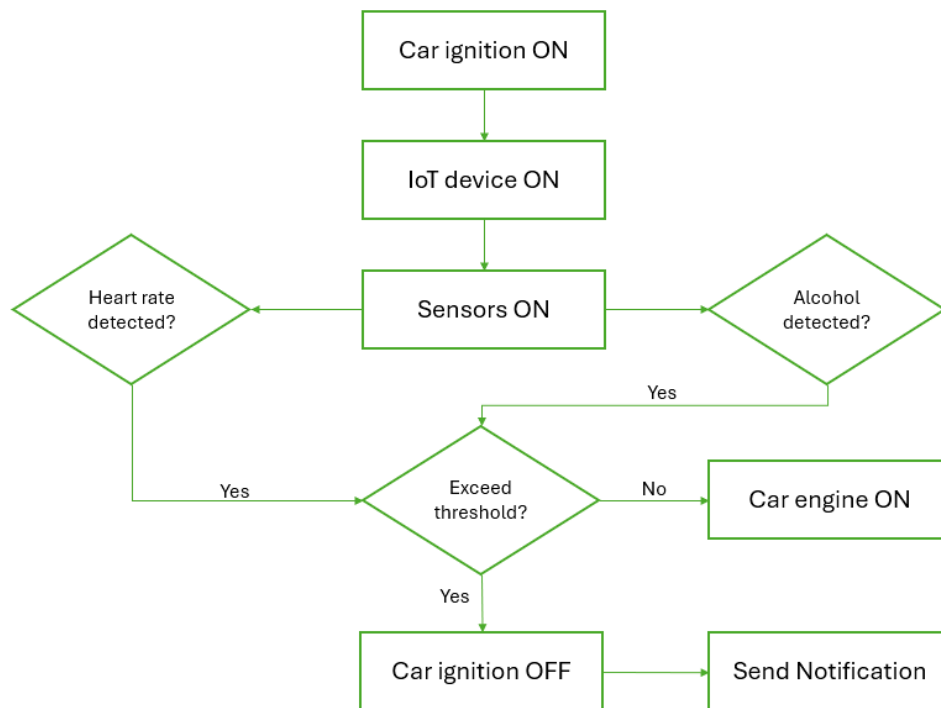 Car ignition ON
IoT device ON
Heart rate
detected?
Sensors ON
Alcohol
detected?
Yes
Yes
Exceed
threshold?
No
Car engine ON
Yes
Car ignition OFF
Send Notification